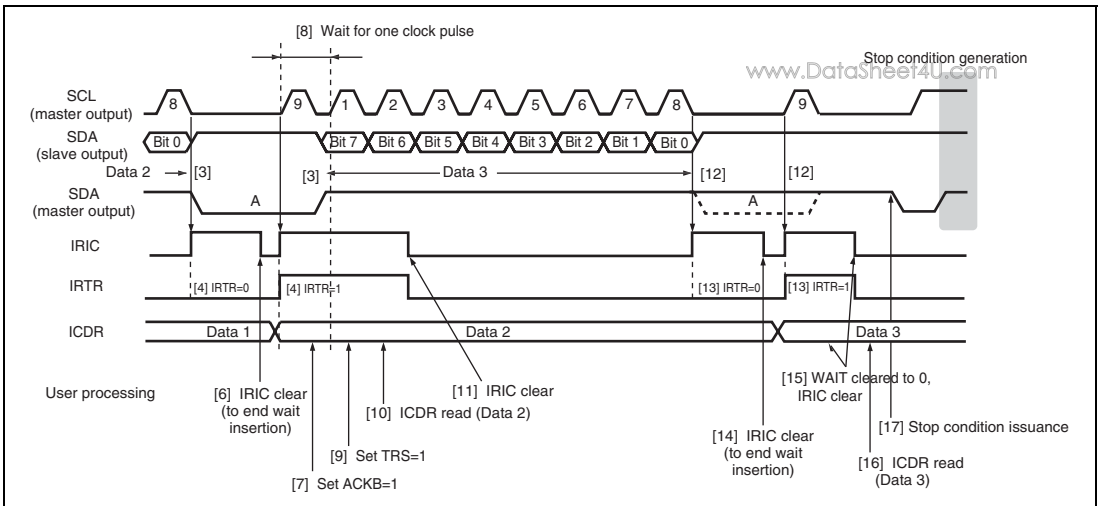 [8] Wait for one clock pulse
Stop condition generation
www.DataSheet4U.com
SCL
(master output)
8 9 1 2 3 4 5 6 7 8 9
SDA
(slave output)
Bit 0 Bit 7 Bit 6 Bit 5 Bit 4 Bit 3 Bit 2 Bit 1 Bit 0
Data 2 [3] [3] Data 3 [12] [12]
SDA
(master output)
A A
IRIC
IRTR
[4] IRTR=0 [4] IRTR=1 [13] IRTR=0 [13] IRTR=1
ICDR
Data 1 Data 2 Data 3
User processing
[6] IRIC clear
(to end wait
insertion)
[11] IRIC clear
[10] ICDR read (Data 2)
[9] Set TRS=1
[7] Set ACKB=1
[15] WAIT cleared to 0,
IRIC clear
[14] IRIC clear
(to end wait
insertion)
[17] Stop condition issuance
[16] ICDR read
(Data 3)